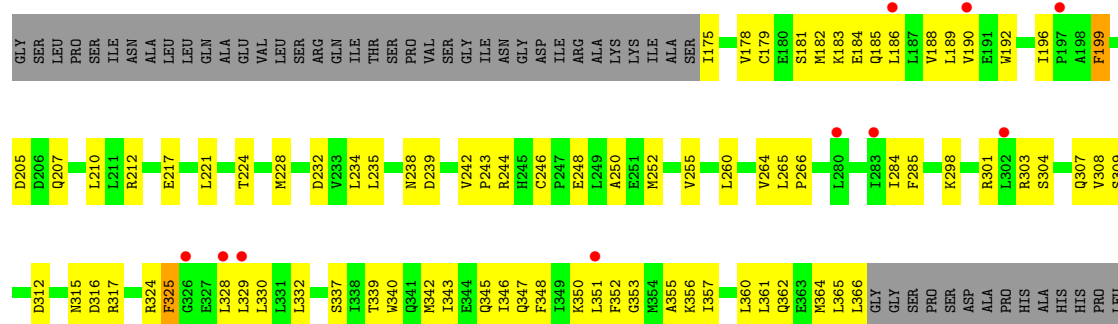 GLY SER LEU PRO SER ILE ASN ALA LEU LEU GLN ALA GLU VAL LEU SER ARG GLN ILE THR SER PRO VAL SER GLY ILE ASN GLY ASP ILE ARG ALA LYS LYS ILE ALA SER I175 V178 C179 E180 S181 M182 K183 E184 Q185 L186 L187 V188 L189 V190 E191 W192 I196 P197 A198 F199
D205 D206 Q207 L210 L211 R212 E217 L221 T224 M228 D232 V233 L234 L235 N238 D239 V242 P243 R244 H245 C246 P247 E248 L249 A250 E251 M252 V255 L260 V264 L265 P266 L280 I283 I284 F285 K298 R301 L302 R303 S304 Q307 V308 S309
D312 N315 D316 R317 R324 F325 G326 E327 L328 L329 L330 L331 L332 S337 I338 T339 W340 Q341 M342 I343 E344 Q345 I346 Q347 F348 I349 K350 L351 F352 G353 M354 A355 K356 I357 L360 L361 Q362 E363 M364 L365 L366 GLY GLY SER PRO SER ASP ALA PRO HIS ALA HIS HIS PRO LEU